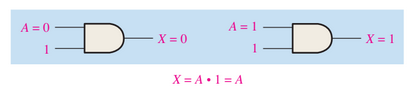 A = 0
1
X = 0
A = 1
1
X = 1
X = A • 1 = A